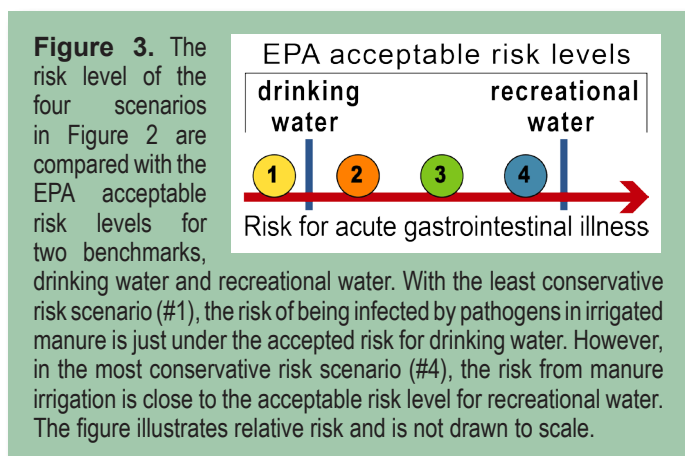 Figure 3. The
risk level of the
four scenarios
in Figure 2 are
compared with the
EPA acceptable
risk levels for
two benchmarks,
EPA acceptable risk levels
drinking
water
recreational
water
1 2 3 4
Risk for acute gastrointestinal illness
drinking water and recreational water. With the least conservative
risk scenario (#1), the risk of being infected by pathogens in irrigated
manure is just under the accepted risk for drinking water. However,
in the most conservative risk scenario (#4), the risk from manure
irrigation is close to the acceptable risk level for recreational water.
The figure illustrates relative risk and is not drawn to scale.